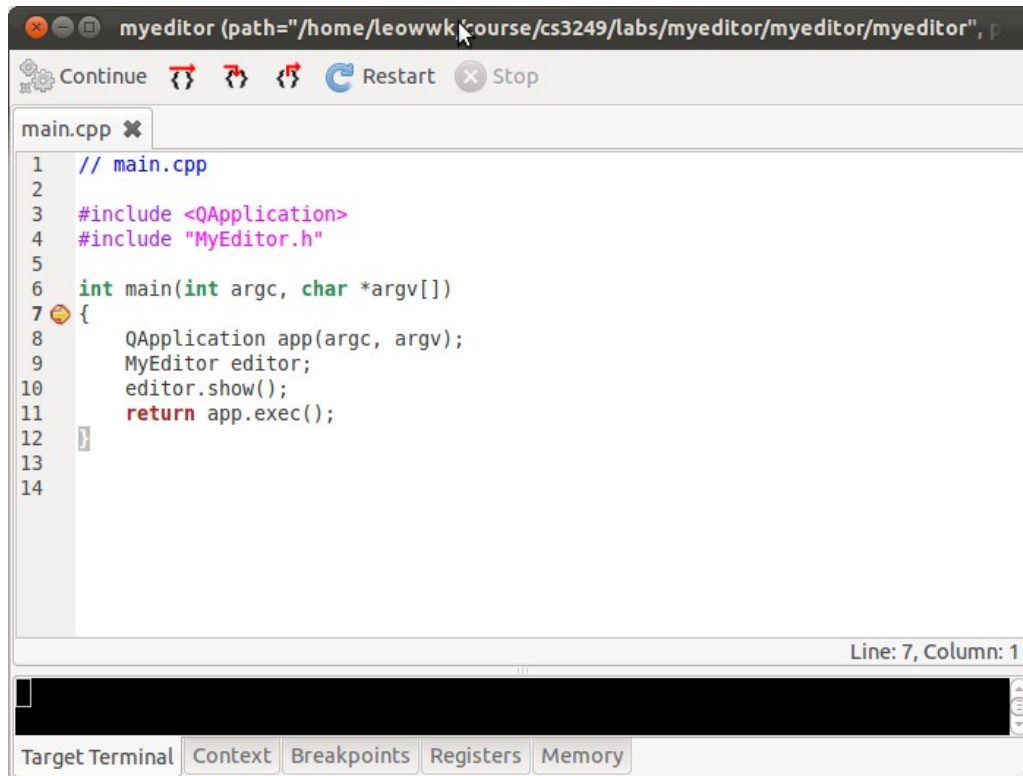 myeditor (path="/home/leowwk/course/cs3249/labs/myeditor/myeditor/myeditor", p
Continue Restart Stop
main.cpp
1 // main.cpp
2
3 #include <QApplication>
4 #include "MyEditor.h"
5
6 int main(int argc, char *argv[])
7 {
8 QApplication app(argc, argv);
9 MyEditor editor;
10 editor.show();
11 return app.exec();
12 }
13
14
Line: 7, Column: 1
Target Terminal Context Breakpoints Registers Memory